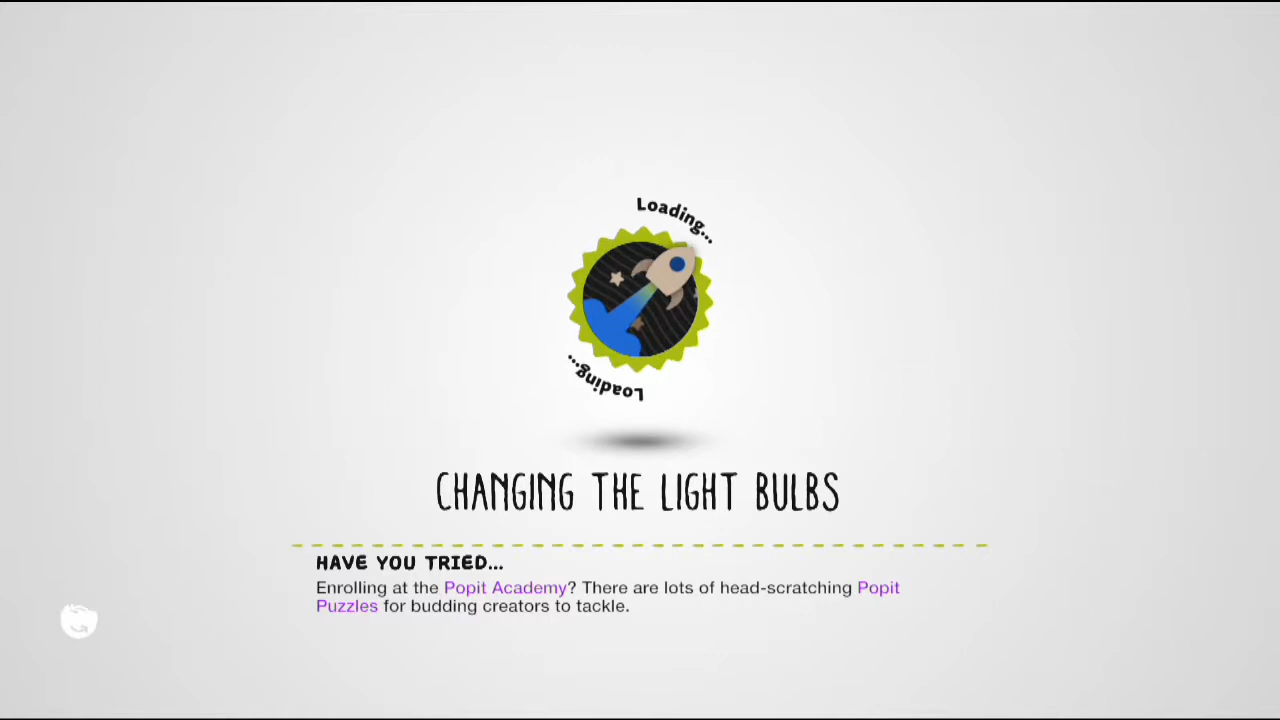 Loading...
Loading...
CHANGING THE LIGHT BULBS
HAVE YOU TRIED...
Enrolling at the Popit Academy? There are lots of head-scratching Popit
Puzzles for budding creators to tackle.